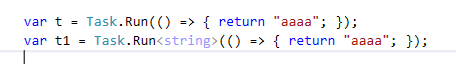 var t = Task.Run(() => { return "aaaa"; });
var t1 = Task.Run<string>(() => { return "aaaa"; });